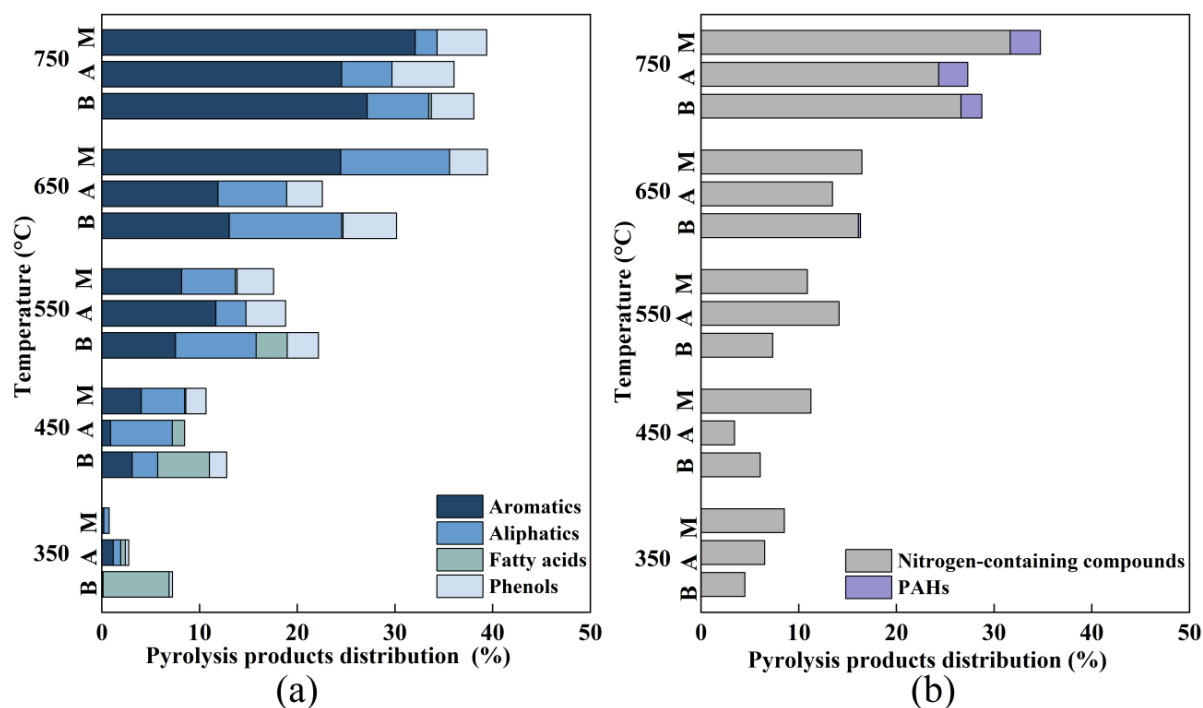 Temperature (°C)
750
M
A
B
650
M
A
B
550
M
A
B
450
M
A
B
350
M
A
B
Aromatics
Aliphatics
Fatty acids
Phenols
0 10 20 30 40 50
Pyrolysis products distribution (%)
(a)
Temperature (°C)
750
M
A
B
650
M
A
B
550
M
A
B
450
M
A
B
350
M
A
B
Nitrogen-containing compounds
PAHs
0 10 20 30 40 50
Pyrolysis products distribution (%)
(b)